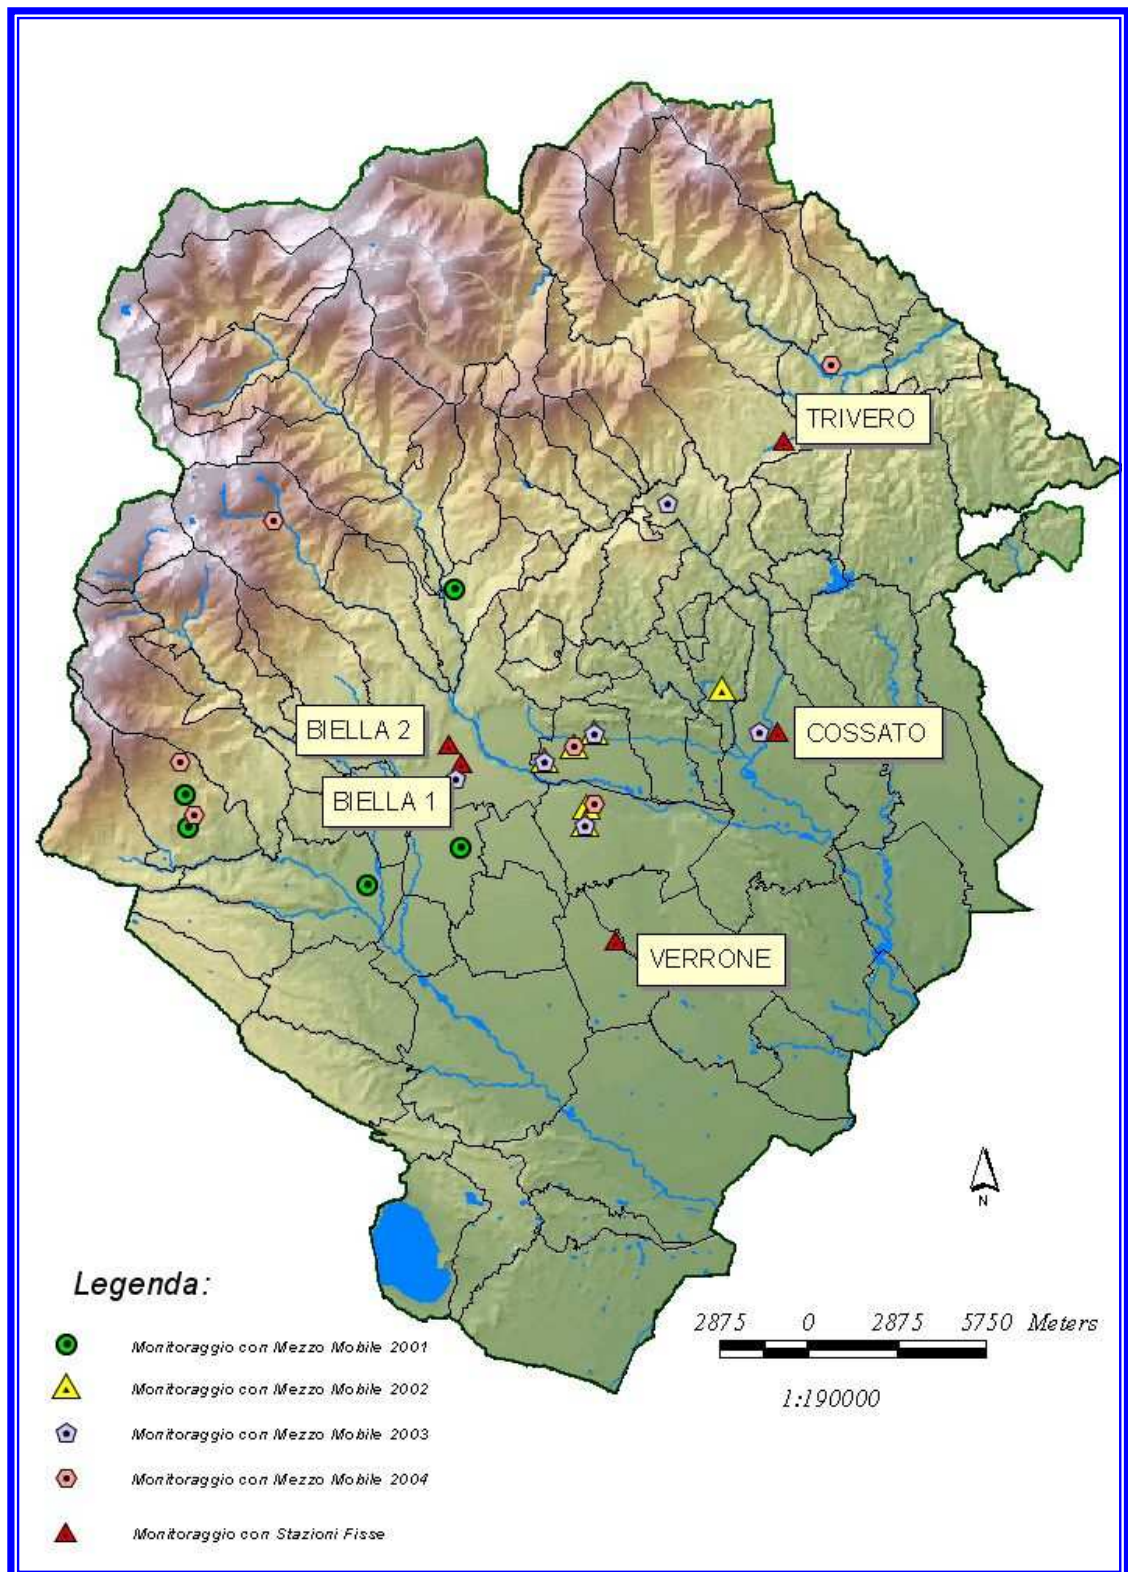 TRIVERO
BIELLA 2
COSSATO
BIELLA 1
VERRONE
N
Legenda:
Monitoraggio con Mezzo Mobile 2001
Monitoraggio con Mezzo Mobile 2002
Monitoraggio con Mezzo Mobile 2003
Monitoraggio con Mezzo Mobile 2004
Monitoraggio con Stazioni Fisse
2875 0 2875 5750 Meters
1:190000